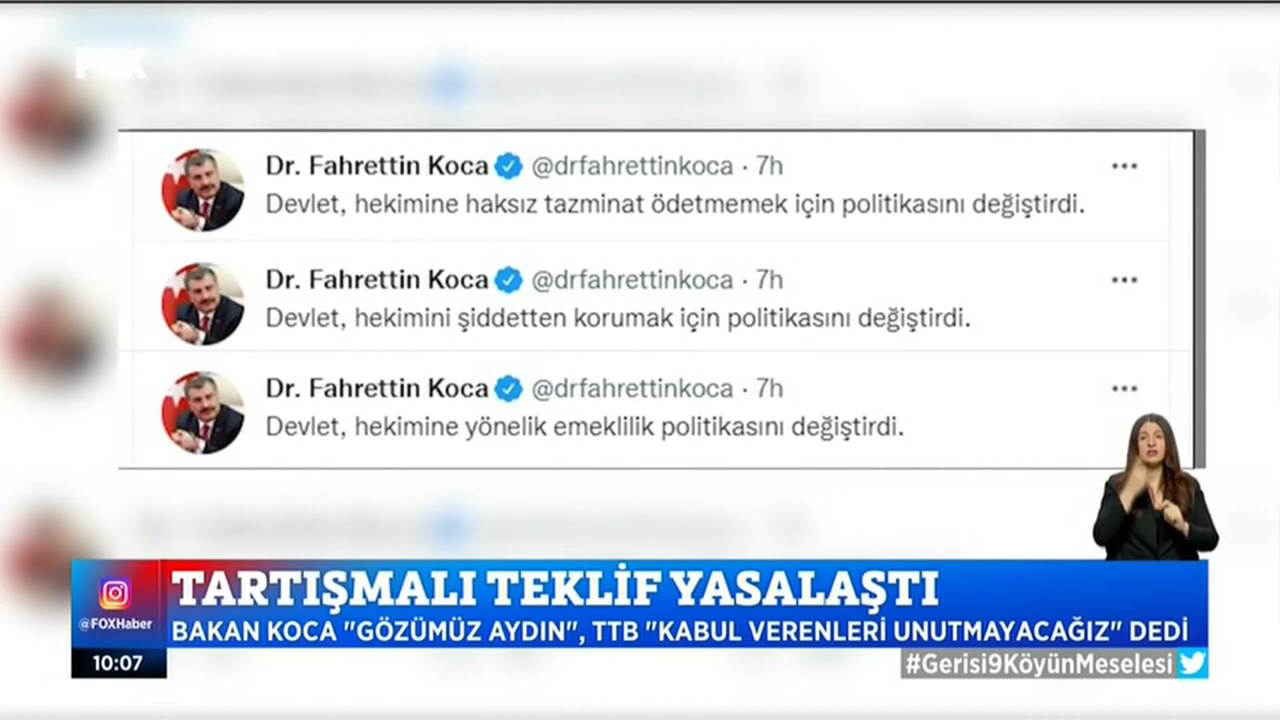 FOX
Dr. Fahrettin Koca @drfahrettinkoca · 7h
Devlet, hekimine haksız tazminat ödetmemek için politikasını değiştirdi.
Dr. Fahrettin Koca @drfahrettinkoca · 7h
Devlet, hekimini şiddetten korumak için politikasını değiştirdi.
Dr. Fahrettin Koca @drfahrettinkoca · 7h
Devlet, hekimine yönelik emeklilik politikasını değiştirdi.
TARTIŞMALI TEKLİF YASALAŞTI
@FOXHaber
BAKAN KOCA "GÖZÜMÜZ AYDIN", TTB "KABUL VERENLERİ UNUTMAYACAĞIZ" DEDİ
10:07
#Gerisi9KöyünMeselesi